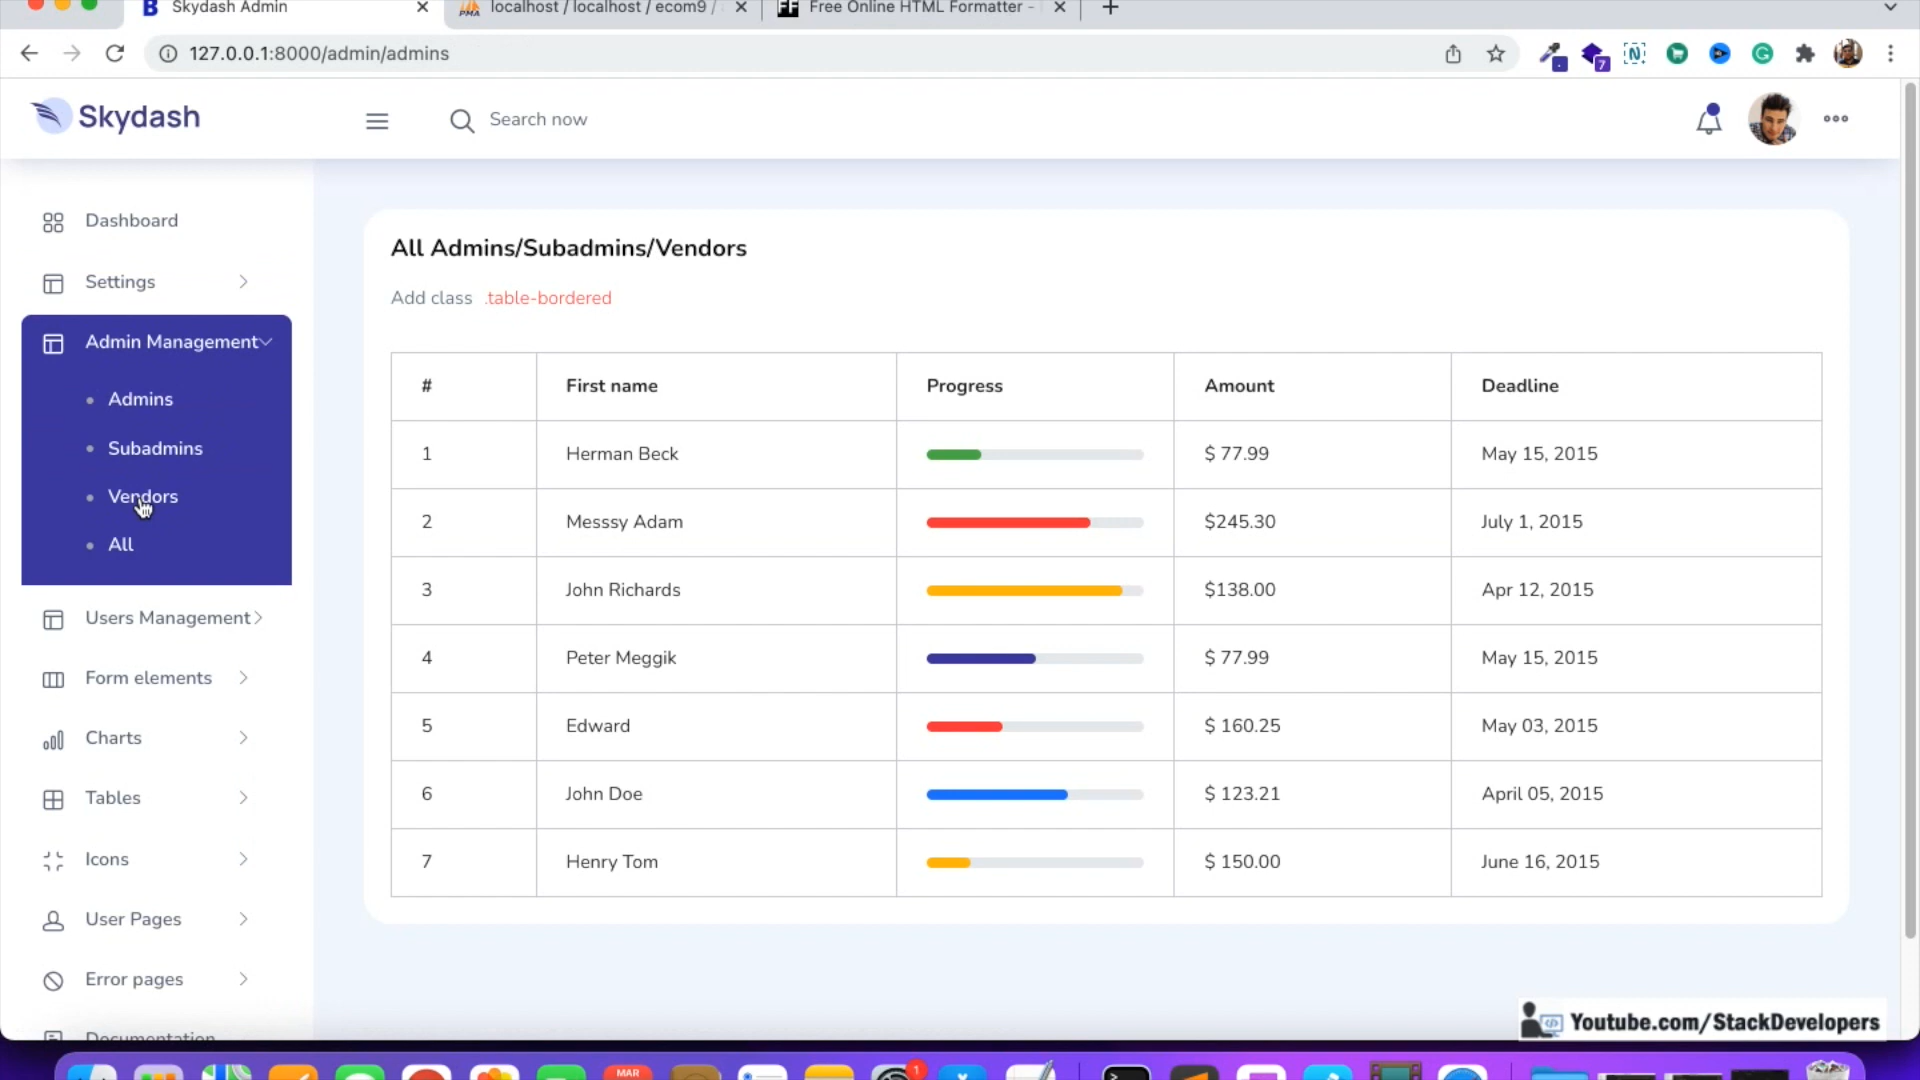 Skydash Admin
localhost / localhost / ecom9 /
Free Online HTML Formatter -
127.0.0.1:8000/admin/admins
7
Skydash
Search now
Dashboard
Settings
Admin Management
Admins
Subadmins
Vendors
All
Users Management
Form elements
Charts
Tables
Icons
User Pages
Error pages
Documentation
All Admins/Subadmins/Vendors
Add class .table-bordered
# First name Progress Amount Deadline
1 Herman Beck $ 77.99 May 15, 2015
2 Messsy Adam $245.30 July 1, 2015
3 John Richards $138.00 Apr 12, 2015
4 Peter Meggik $ 77.99 May 15, 2015
5 Edward $ 160.25 May 03, 2015
6 John Doe $ 123.21 April 05, 2015
7 Henry Tom $ 150.00 June 16, 2015
Youtube.com/StackDevelopers
MAR
1